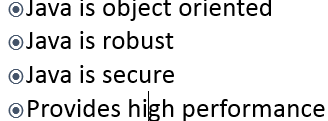 Java is object oriented
Java is robust
Java is secure
Provides high performance